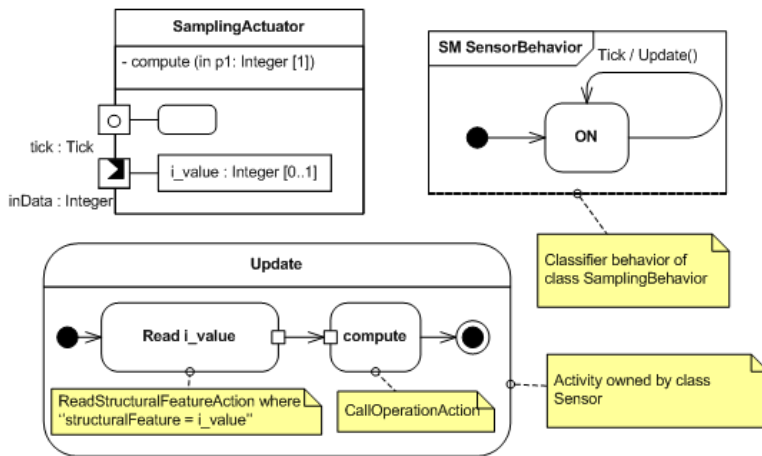 SamplingActuator
- compute (in p1: Integer [1])
tick : Tick
i_value : Integer [0..1]
inData : Integer
SM SensorBehavior
Tick / Update()
ON
Classifier behavior of
class SamplingBehavior
Update
Read i_value
compute
ReadStructuralFeatureAction where
‘'structuralFeature = i_value”
CallOperationAction
Activity owned by class
Sensor